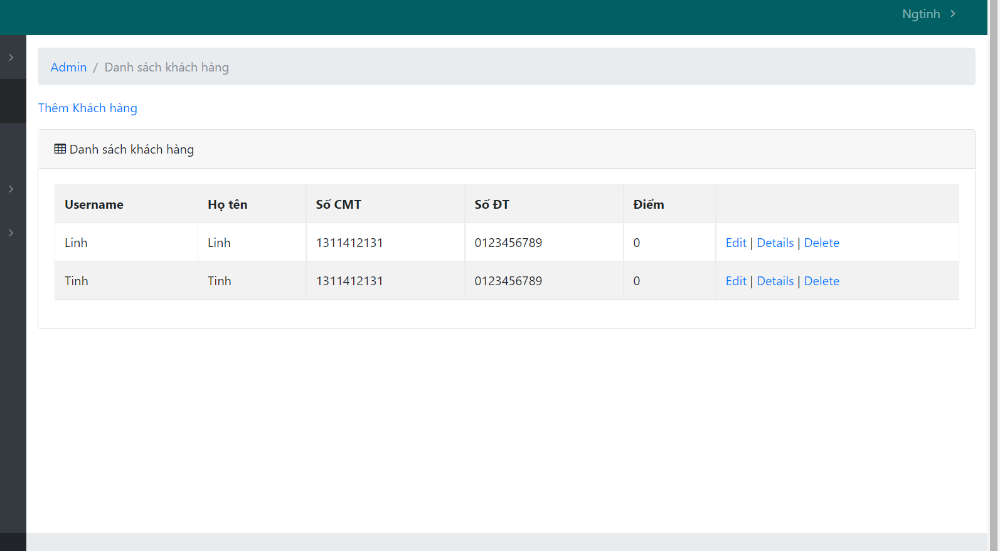 Ngtinh
Admin / Danh sách khách hàng
Thêm Khách hàng
Danh sách khách hàng
Username Họ tên Số CMT Số ĐT Điểm
Linh Linh 1311412131 0123456789 0 Edit | Details | Delete
Tinh Tinh 1311412131 0123456789 0 Edit | Details | Delete